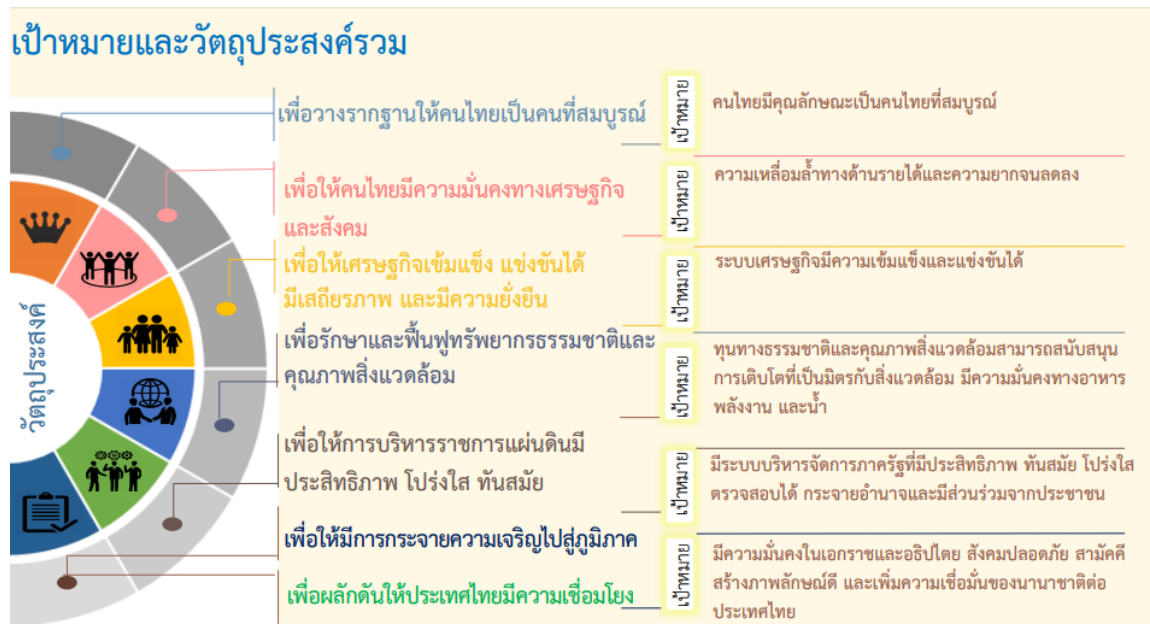 เป้าหมายและวัตถุประสงค์รวม
วัตถุประสงค์
เพื่อวางรากฐานให้คนไทยเป็นคนที่สมบูรณ์
เป้าหมาย
คนไทยมีคุณลักษณะเป็นคนไทยที่สมบูรณ์
เพื่อให้คนไทยมีความมั่นคงทางเศรษฐกิจ
และสังคม
เป้าหมาย
ความเหลื่อมล้ำทางด้านรายได้และความยากจนลดลง
เพื่อให้เศรษฐกิจเข้มแข็ง แข่งขันได้
มีเสถียรภาพ และมีความยั่งยืน
เป้าหมาย
ระบบเศรษฐกิจมีความเข้มแข็งและแข่งขันได้
เพื่อรักษาและฟื้นฟูทรัพยากรธรรมชาติและ
คุณภาพสิ่งแวดล้อม
เป้าหมาย
ทุนทางธรรมชาติและคุณภาพสิ่งแวดล้อมสามารถสนับสนุน
การเติบโตที่เป็นมิตรกับสิ่งแวดล้อม มีความมั่นคงทางอาหาร
พลังงาน และน้ำ
เพื่อให้การบริหารราชการแผ่นดินมี
ประสิทธิภาพ โปร่งใส ทันสมัย
เป้าหมาย
มีระบบบริหารจัดการภาครัฐที่มีประสิทธิภาพ ทันสมัย โปร่งใส
ตรวจสอบได้ กระจายอำนาจและมีส่วนร่วมจากประชาชน
เพื่อให้มีการกระจายความเจริญไปสู่ภูมิภาค
เพื่อผลักดันให้ประเทศไทยมีความเชื่อมโยง
เป้าหมาย
มีความมั่นคงในเอกราชและอธิปไตย สังคมปลอดภัย สามัคคี
สร้างภาพลักษณ์ดี และเพิ่มความเชื่อมั่นของนานาชาติต่อ
ประเทศไทย